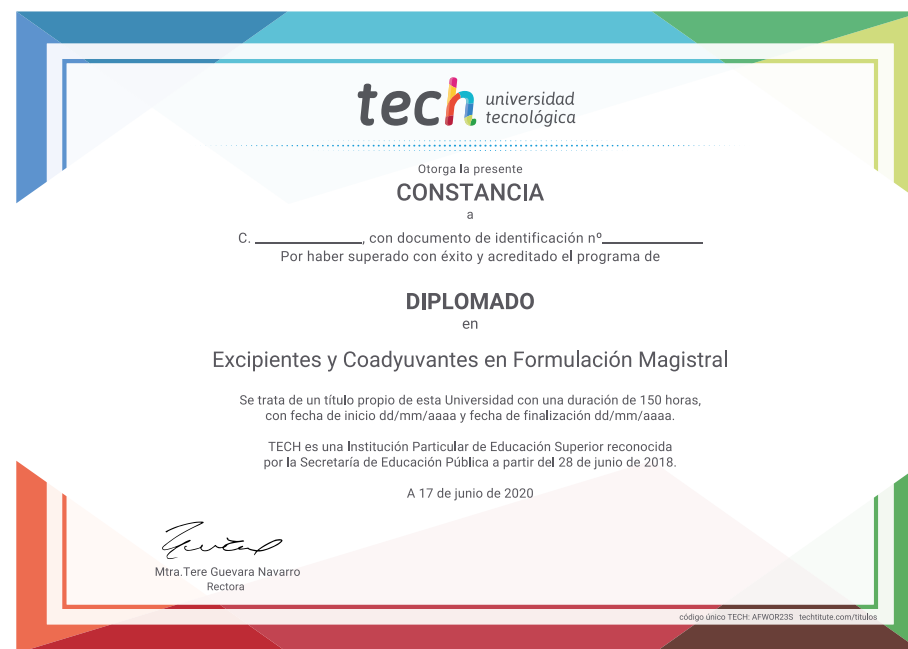 tech universidad
tecnológica
Otorga la presente
CONSTANCIA
a
C. ____________, con documento de identificación nº____________
Por haber superado con éxito y acreditado el programa de
DIPLOMADO
en
Excipientes y Coadyuvantes en Formulación Magistral
Se trata de un título propio de esta Universidad con una duración de 150 horas,
con fecha de inicio dd/mm/aaaa y fecha de finalización dd/mm/aaaa.
TECH es una Institución Particular de Educación Superior reconocida
por la Secretaría de Educación Pública a partir del 28 de junio de 2018.
A 17 de junio de 2020
Mtra.Tere Guevara Navarro
Rectora
código único TECH: AFWOR23S techtitute.com/titulos